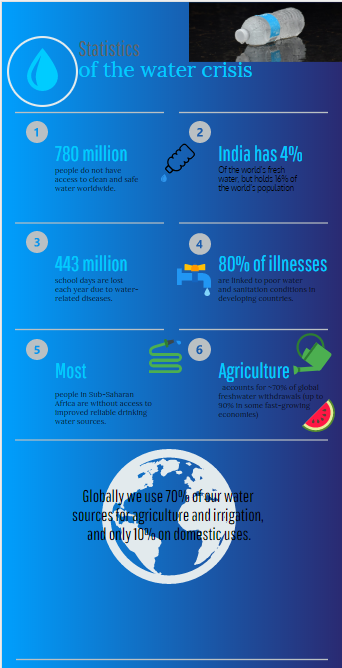 Statistics
of the water crisis
1
780 million
people do not have
access to clean and safe
water worldwide.
2
India has 4%
Of the world's fresh
water, but holds 16% of
the world's population
3
443 million
school days are lost
each year due to water-
related diseases.
4
80% of illnesses
are linked to poor water
and sanitation conditions in
developing countries.
5
Most
people in Sub-Saharan
Africa are without access to
improved reliable drinking
water sources.
6
Agriculture
accounts for ~70% of global
freshwater withdrawals (up to
90% in some fast-growing
economies)
Globally we use 70% of our water
sources for agriculture and irrigation,
and only 10% on domestic uses.